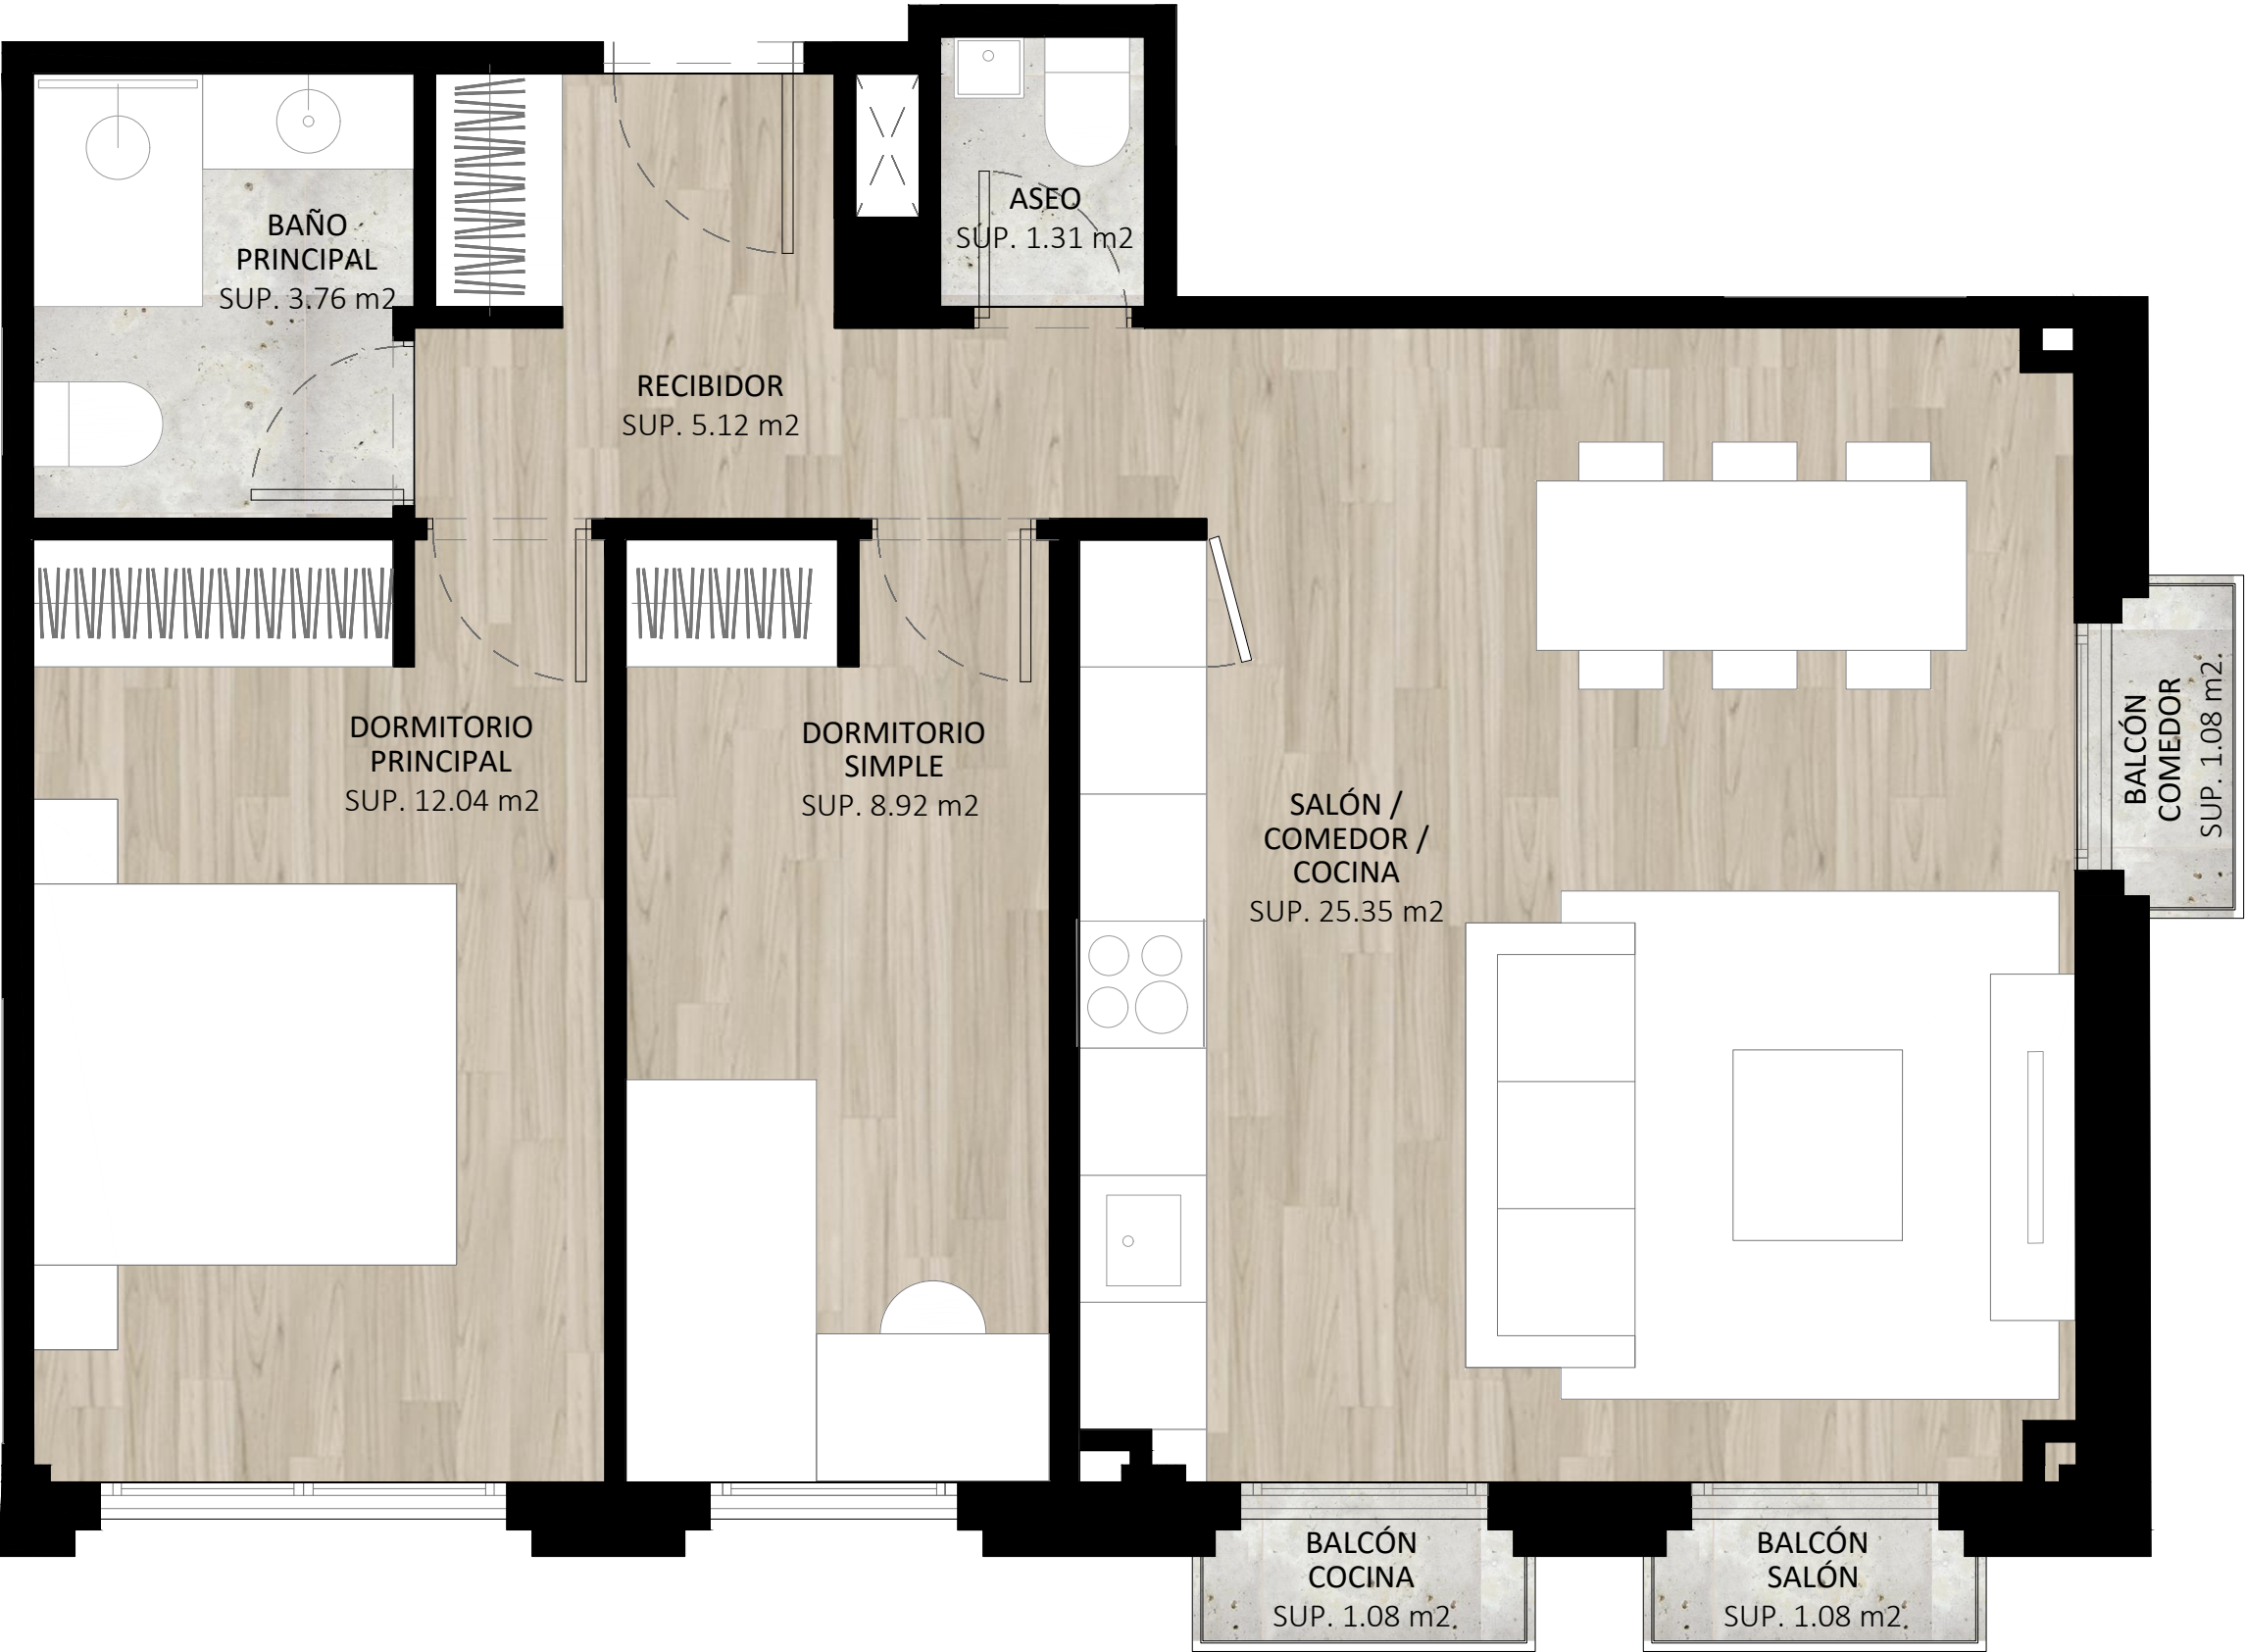 ASEO
SUP. 1.31 m2
BAÑO
PRINCIPAL
SUP. 3.76 m2
RECIBIDOR
SUP. 5.12 m2
DORMITORIO
PRINCIPAL
SUP. 12.04 m2
DORMITORIO
SIMPLE
SUP. 8.92 m2
SALÓN /
COMEDOR /
COCINA
SUP. 25.35 m2
BALCÓN
COMEDOR
SUP. 1.08 m2.
BALCÓN
COCINA
SUP. 1.08 m2.
BALCÓN
SALÓN
SUP. 1.08 m2.